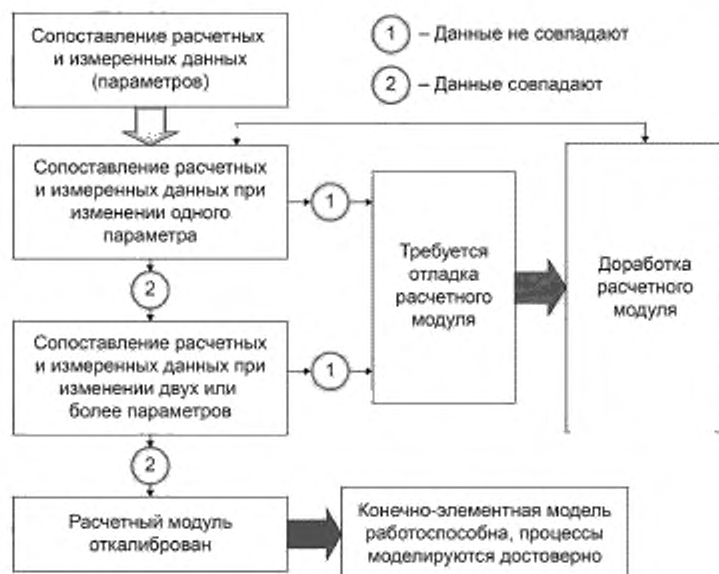 Сопоставление расчетных
и измеренных данных
(параметров)
1 – Данные не совпадают
2 – Данные совпадают
Сопоставление расчетных
и измеренных данных при
изменении одного
параметра
1
Требуется
отладка
расчетного
модуля
Доработка
расчетного
модуля
2
Сопоставление расчетных
и измеренных данных при
изменении двух или
более параметров
1
2
Расчетный модуль
откалиброван
Конечно-элементная модель
работоспособна, процессы
моделируются достоверно